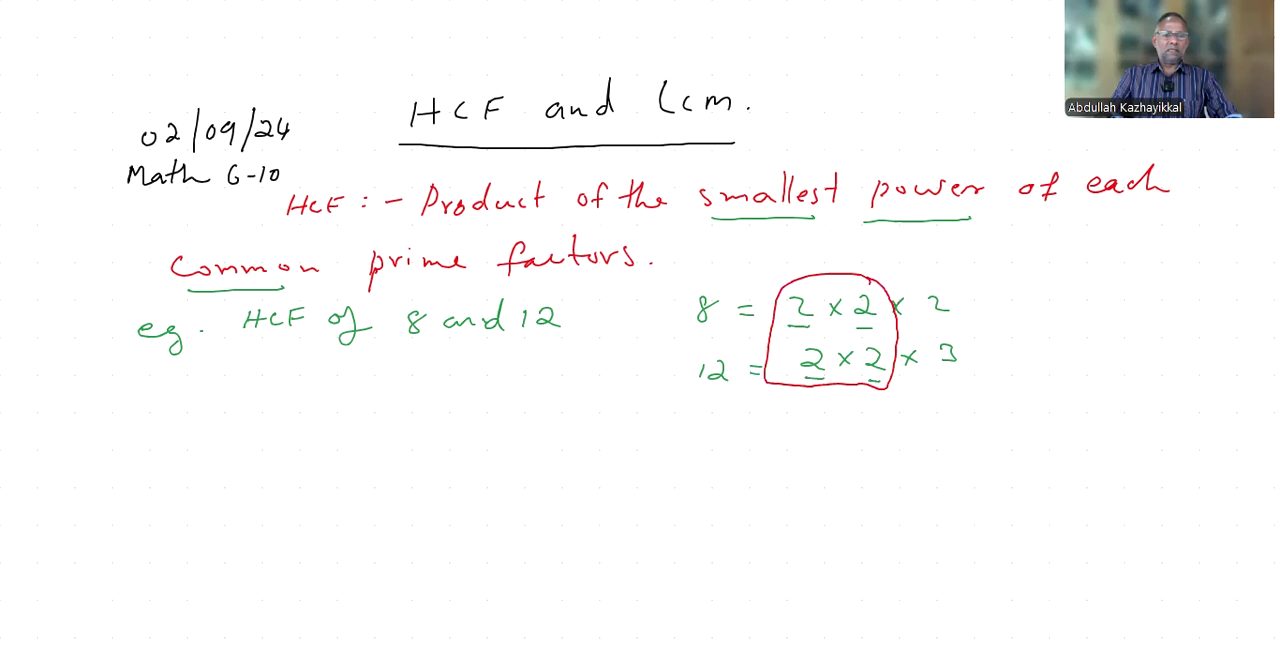 HCF and Lcm.
02/09/24
Math 6-10
HCF :- Product of the smallest power of each
Common prime factors.
eg. HCF of 8 and 12
8 = 2 × 2 × 2
12 = 2 × 2 × 3
Abdullah Kazhayikkal